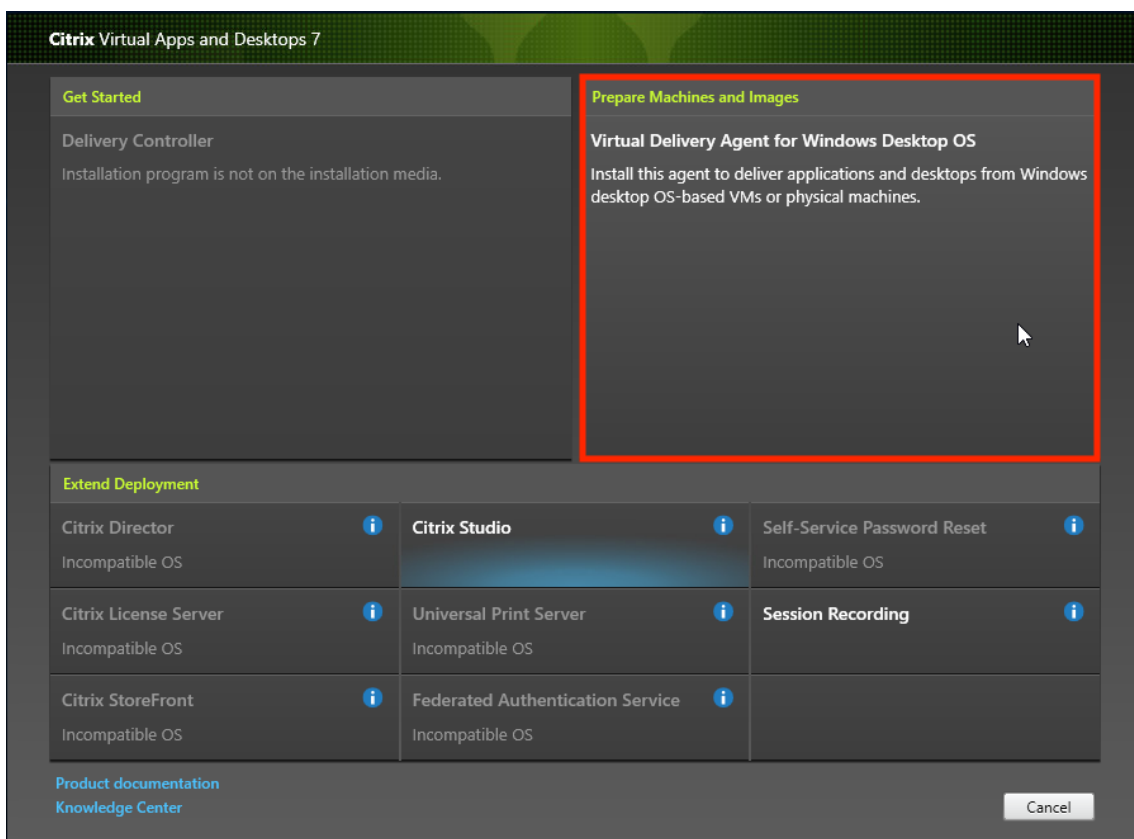 Citrix Virtual Apps and Desktops 7
Get Started
Delivery Controller
Installation program is not on the installation media.
Prepare Machines and Images
Virtual Delivery Agent for Windows Desktop OS
Install this agent to deliver applications and desktops from Windows
desktop OS-based VMs or physical machines.
Extend Deployment
Citrix Director
Incompatible OS
Citrix Studio
Self-Service Password Reset
Incompatible OS
Citrix License Server
Incompatible OS
Universal Print Server
Incompatible OS
Session Recording
Citrix StoreFront
Incompatible OS
Federated Authentication Service
Incompatible OS
Product documentation
Knowledge Center
Cancel